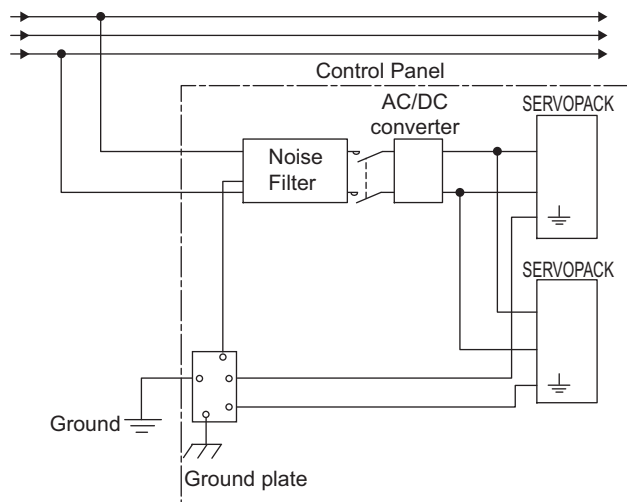 Control Panel
AC/DC
converter
SERVOPACK
Noise
Filter
SERVOPACK
Ground
Ground plate